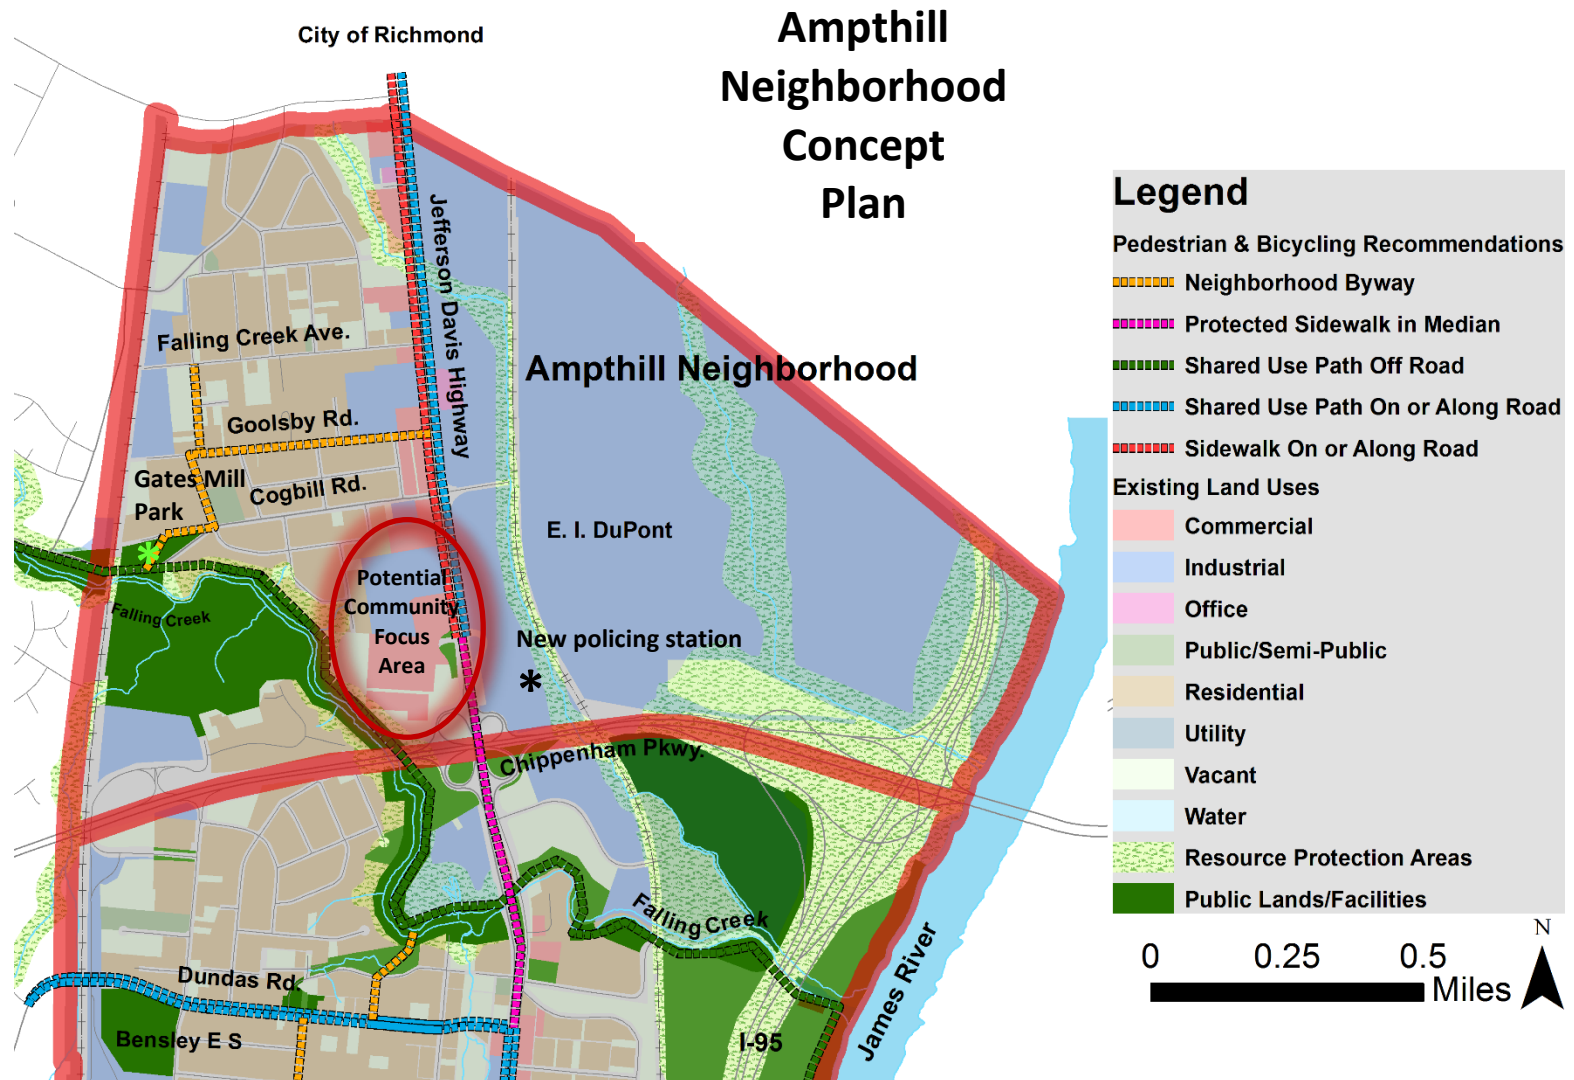 City of Richmond
Ampthill
Neighborhood
Concept
Plan
Jefferson Davis Highway
Falling Creek Ave.
Ampthill Neighborhood
Goolsby Rd.
Gates Mill
Park
Cogbill Rd.
E. I. DuPont
Potential
Community
Focus
Area
Falling Creek
New policing station
*
Chippenham Pkwy.
Falling Creek
Dundas Rd.
Bensley E S
I-95
James River
Legend
Pedestrian & Bicycling Recommendations
Neighborhood Byway
Protected Sidewalk in Median
Shared Use Path Off Road
Shared Use Path On or Along Road
Sidewalk On or Along Road
Existing Land Uses
Commercial
Industrial
Office
Public/Semi-Public
Residential
Utility
Vacant
Water
Resource Protection Areas
Public Lands/Facilities
N
0 0.25 0.5
Miles